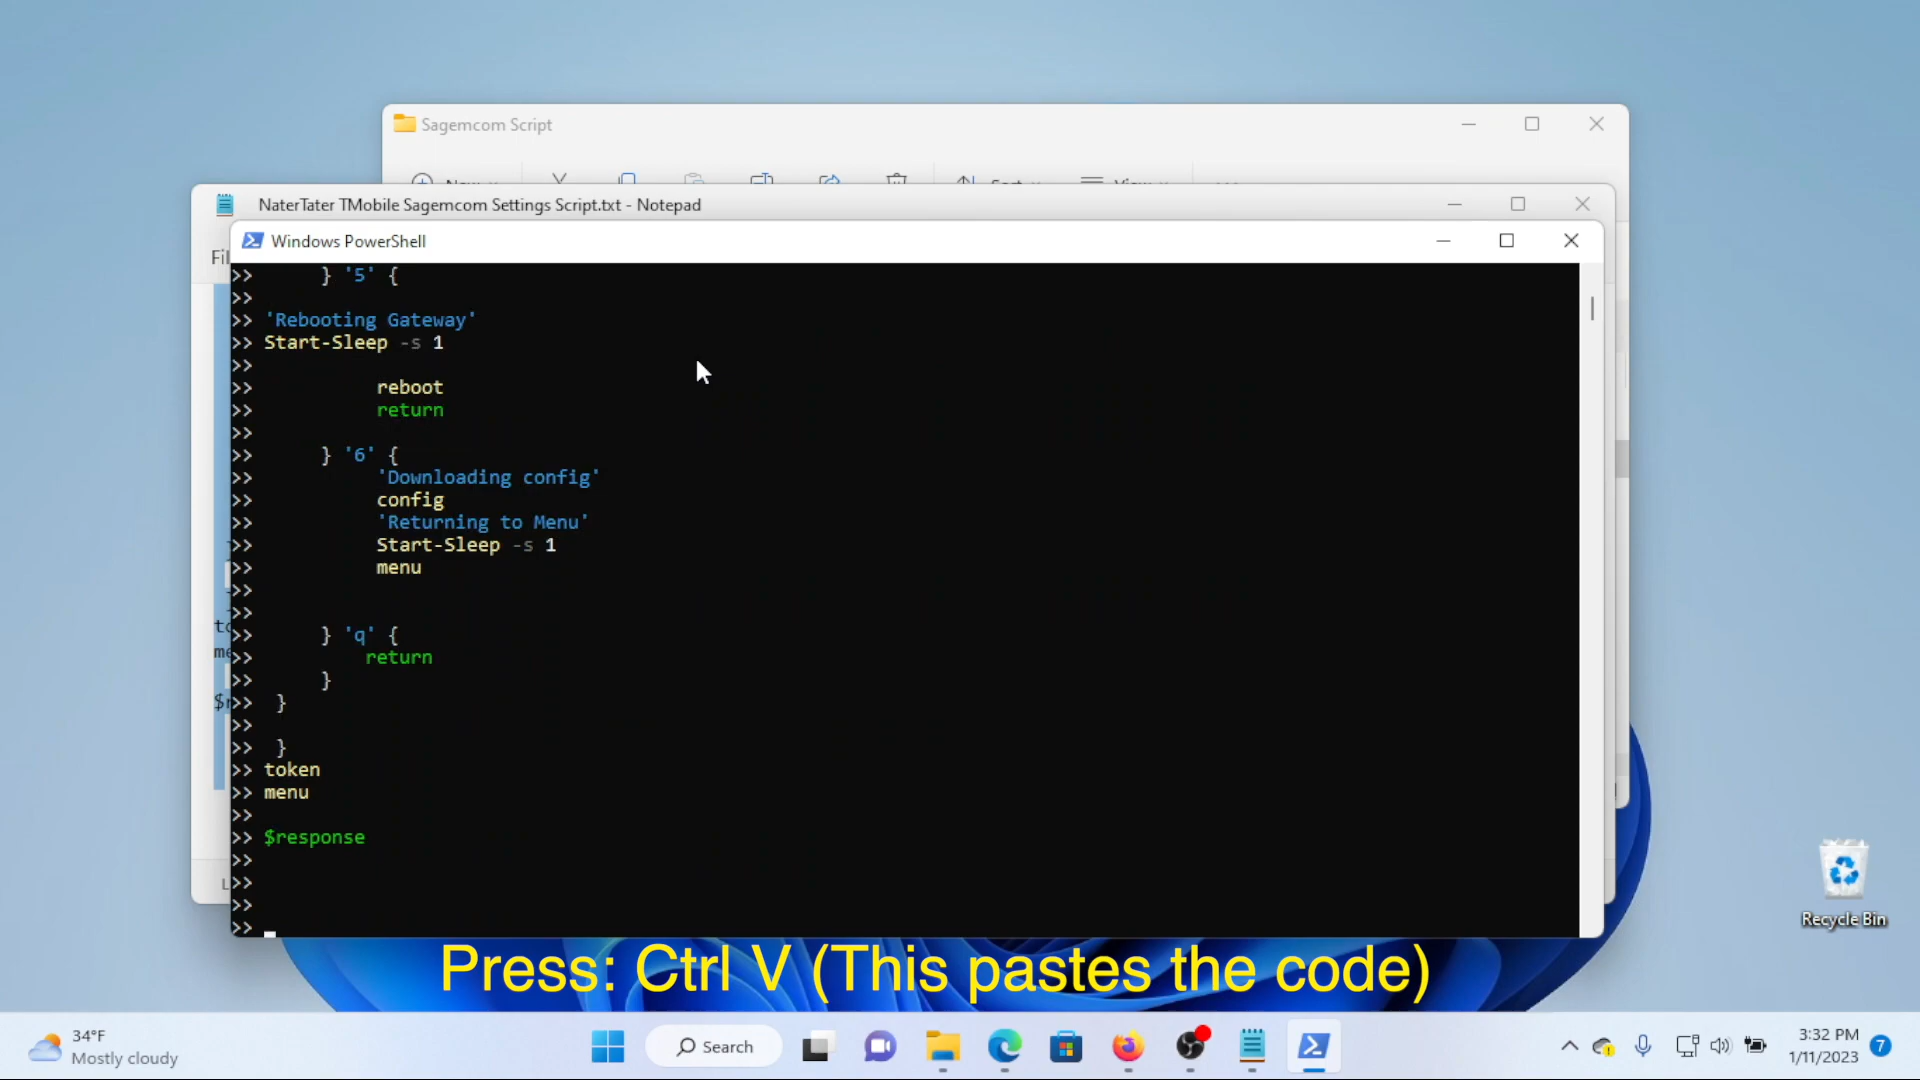 Sagemcom Script
NaterTater TMobile Sagemcom Settings Script.txt - Notepad
Windows PowerShell
>> } '5' {
>>
>> 'Rebooting Gateway'
>> Start-Sleep -s 1
>>
>> reboot
>> return
>>
>> } '6' {
>> 'Downloading config'
>> config
>> 'Returning to Menu'
>> Start-Sleep -s 1
>> menu
>>
>>
>> } 'q' {
>> return
>> }
>> }
>>
>> }
>> token
>> menu
>>
>> $response
>>
>>
>>
>>
Recycle Bin
Press: Ctrl V (This pastes the code)
34°F
Mostly cloudy
Search
3:32 PM
1/11/2023
7